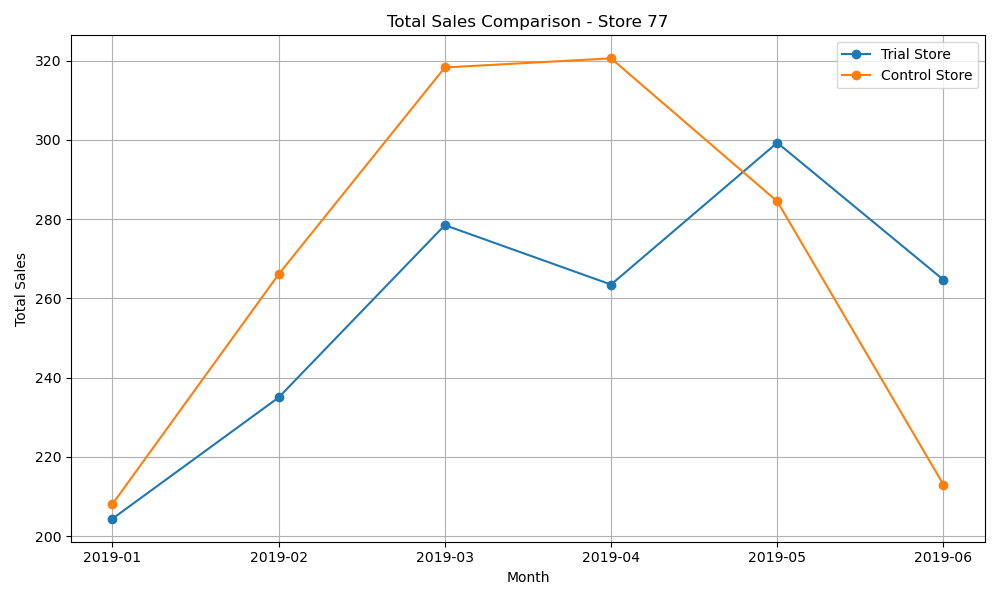 Total Sales Comparison - Store 77
Trial Store
Control Store
Total Sales
320
300
280
260
240
220
200
2019-01 2019-02 2019-03 2019-04 2019-05 2019-06
Month